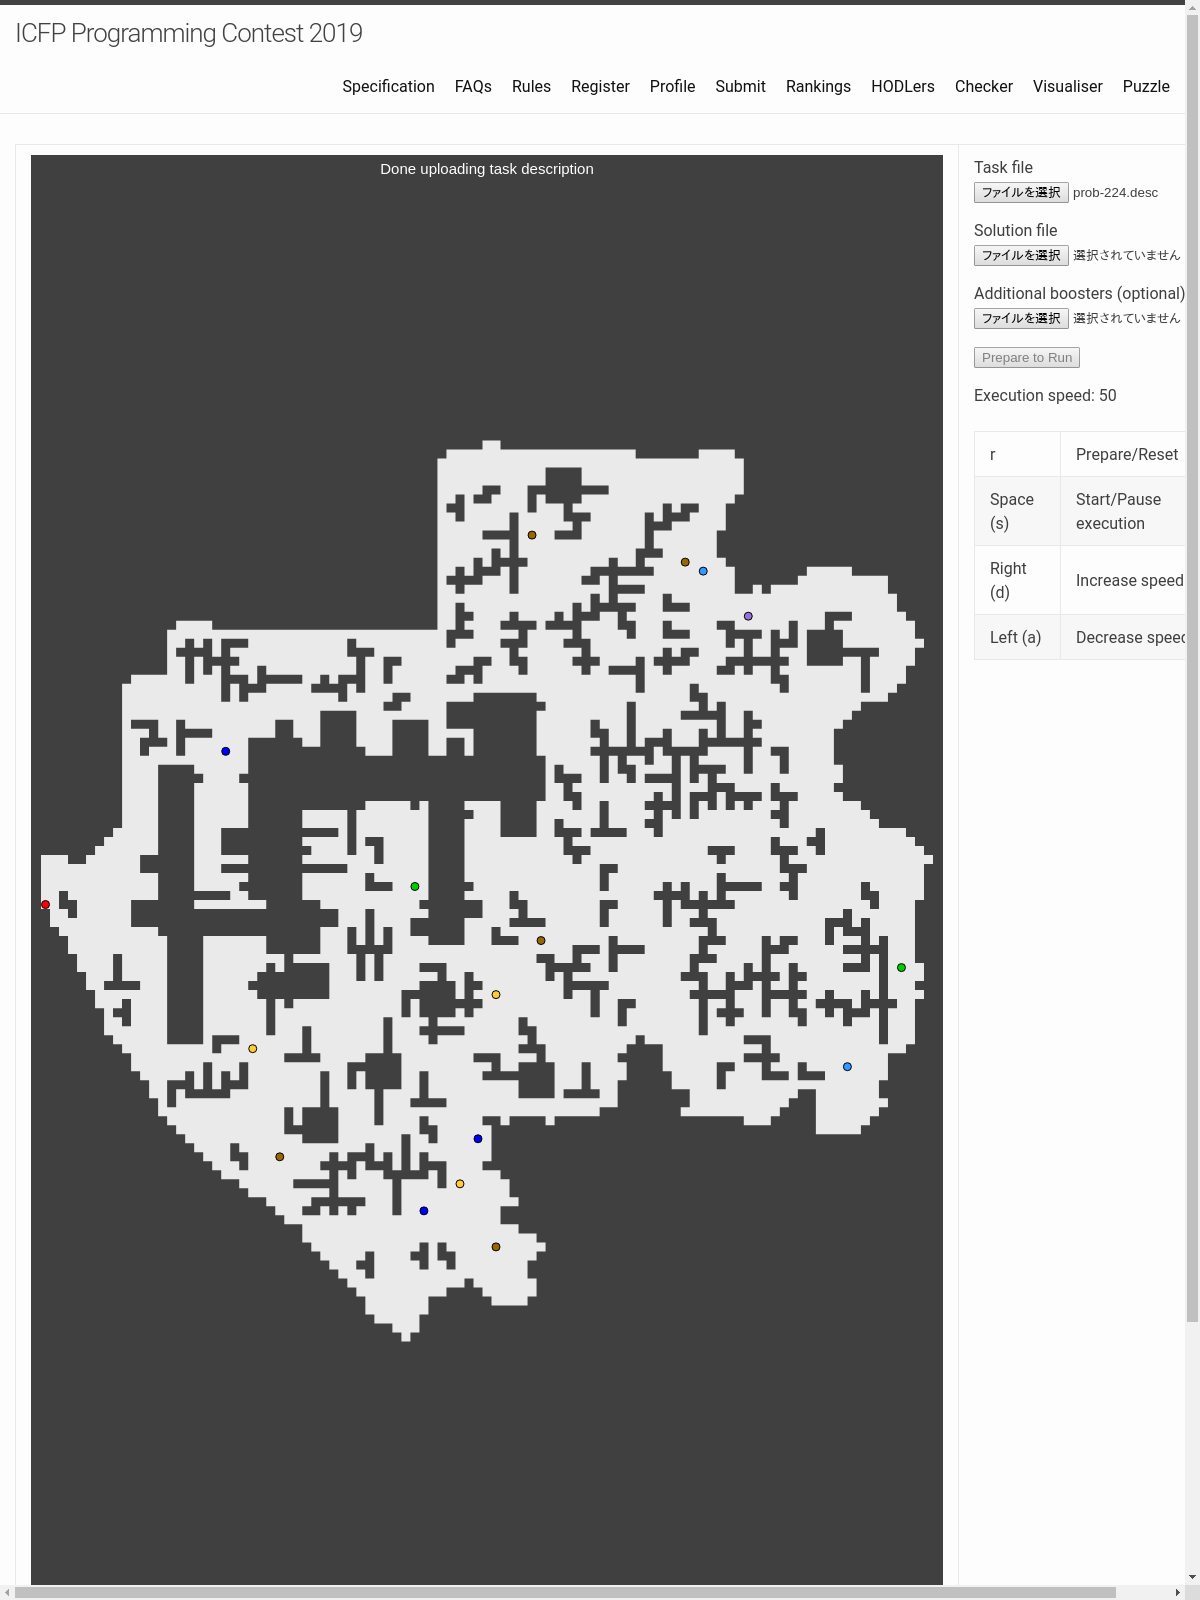 ICFP Programming Contest 2019
Specification FAQs Rules Register Profile Submit Rankings HODLers Checker Visualiser Puzzle
Done uploading task description
Task file
ファイルを選択 prob-224.desc
Solution file
ファイルを選択 選択されていません
Additional boosters (optional)
ファイルを選択 選択されていません
Prepare to Run
Execution speed: 50
r Prepare/Reset
Space (s) Start/Pause execution
Right (d) Increase speed
Left (a) Decrease speed